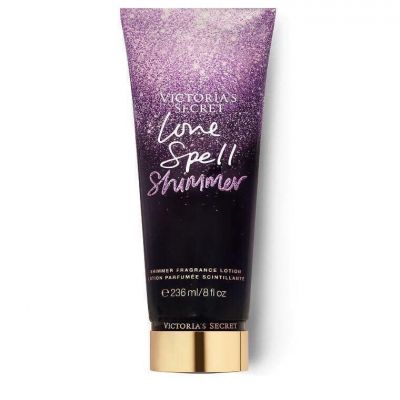 VICTORIA'S
SECRET
Love
Spell
Shimmer
SHIMMER FRAGRANCE LOTION
LOTION PARFUMÉE SCINTILLANTE
℮ 236 ml/8 fl oz
VICTORIA'S SECRET